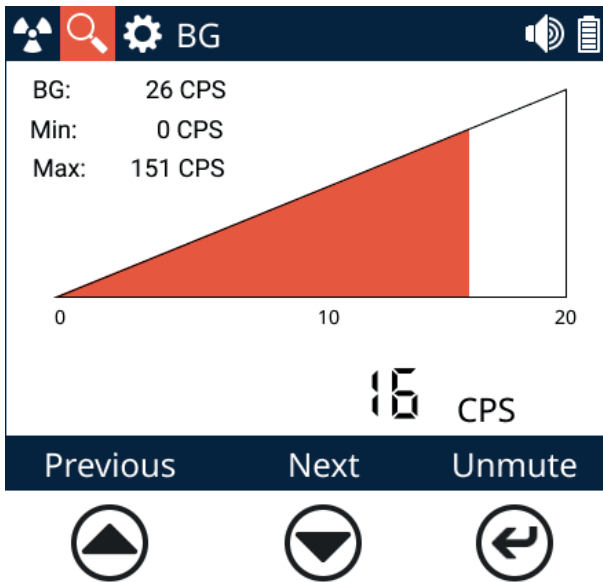 BG
BG: 26 CPS
Min: 0 CPS
Max: 151 CPS
0 10 20
16 CPS
Previous Next Unmute